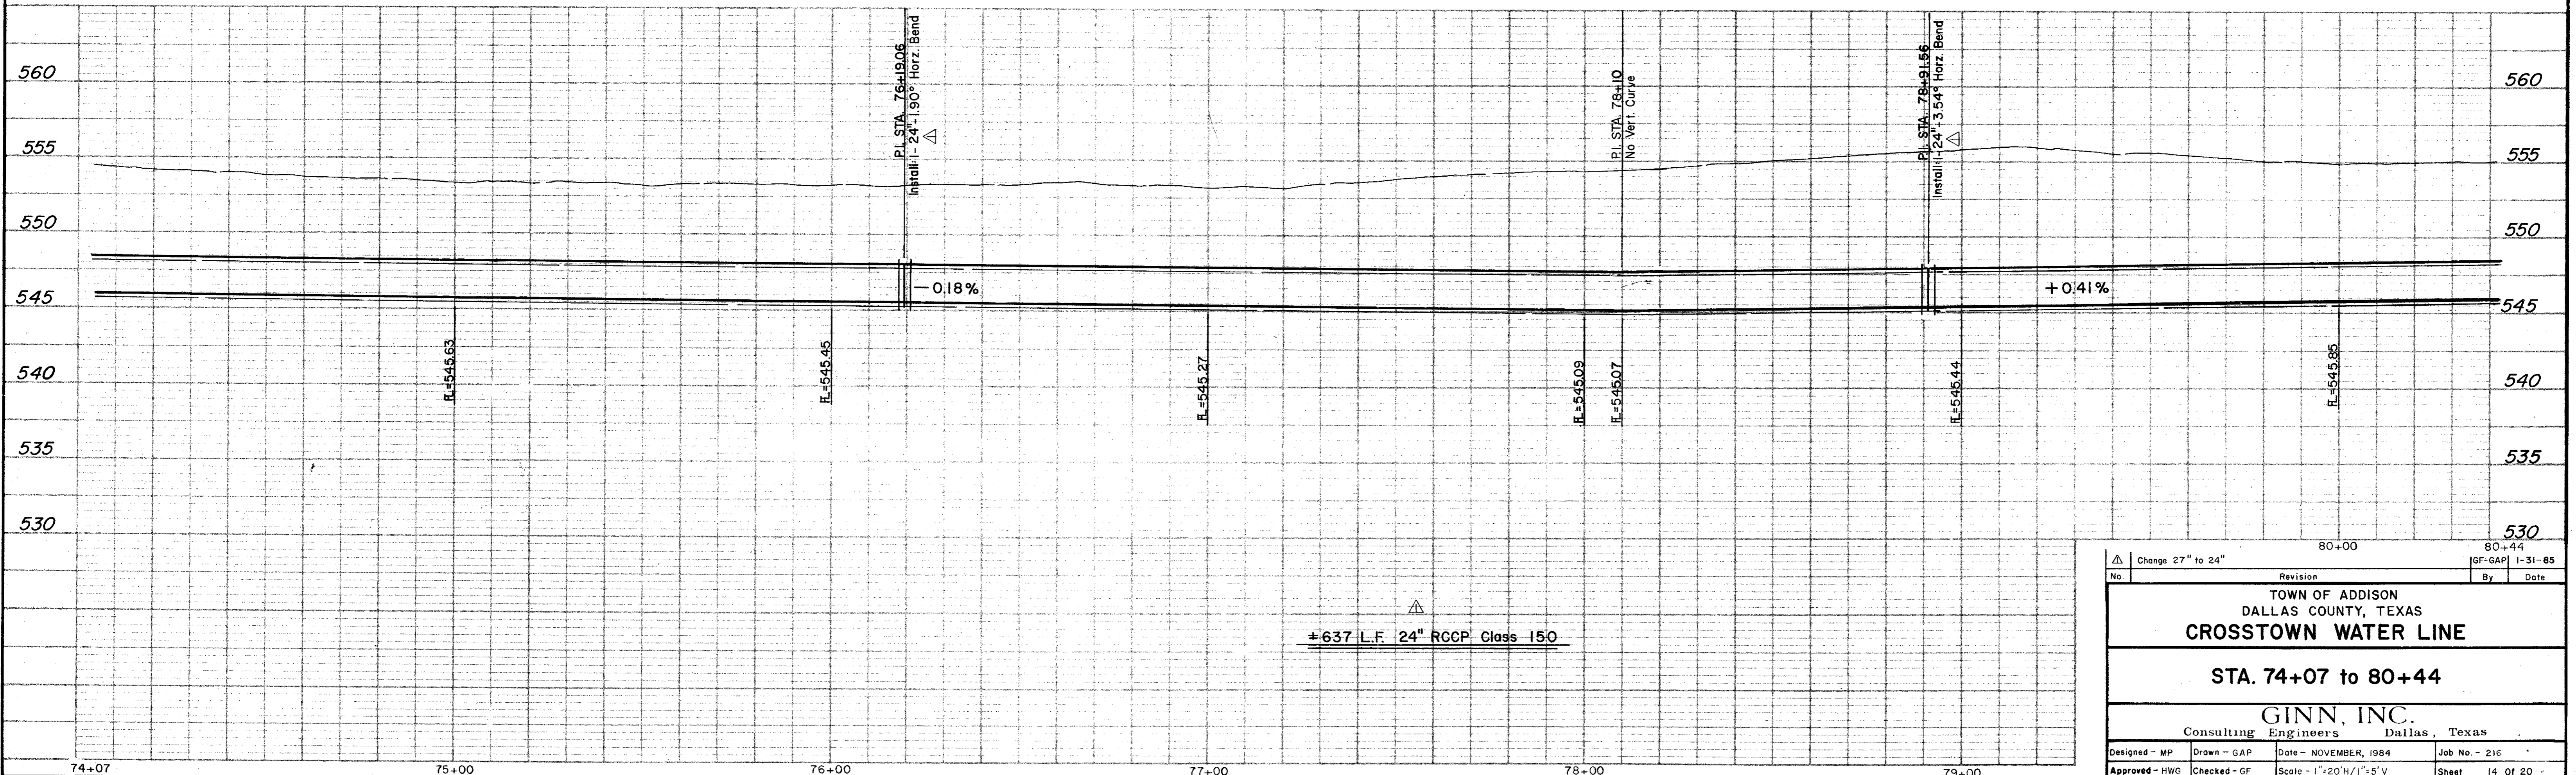 P.I. STA. 76+19.06
Install:1-24"-1.90° Horz. Bend
P.I. STA. 78+10
No Vert. Curve
P.I. STA. 78+91.56
Install:1-24"-3.54° Horz. Bend
560
560
555
555
550
550
-0.18%
+0.41%
545
545
FL=545.63
FL=545.45
FL=545.27
FL=545.09
FL=545.07
FL=545.44
FL=545.85
540
540
535
535
530
530
80+00
80+44
±637 L.F. 24" RCCP Class 150
1 Change 27" to 24" GF-GAP 1-31-85
No. Revision By Date
TOWN OF ADDISON
DALLAS COUNTY, TEXAS
CROSSTOWN WATER LINE
STA. 74+07 to 80+44
GINN, INC.
Consulting Engineers Dallas, Texas
Designed - MP Drawn - GAP Date - NOVEMBER, 1984 Job No. - 216
Approved - HWG Checked - GF Scale - 1"=20'H/1"=5'V Sheet 14 Of 20
74+07
75+00
76+00
77+00
78+00
79+00